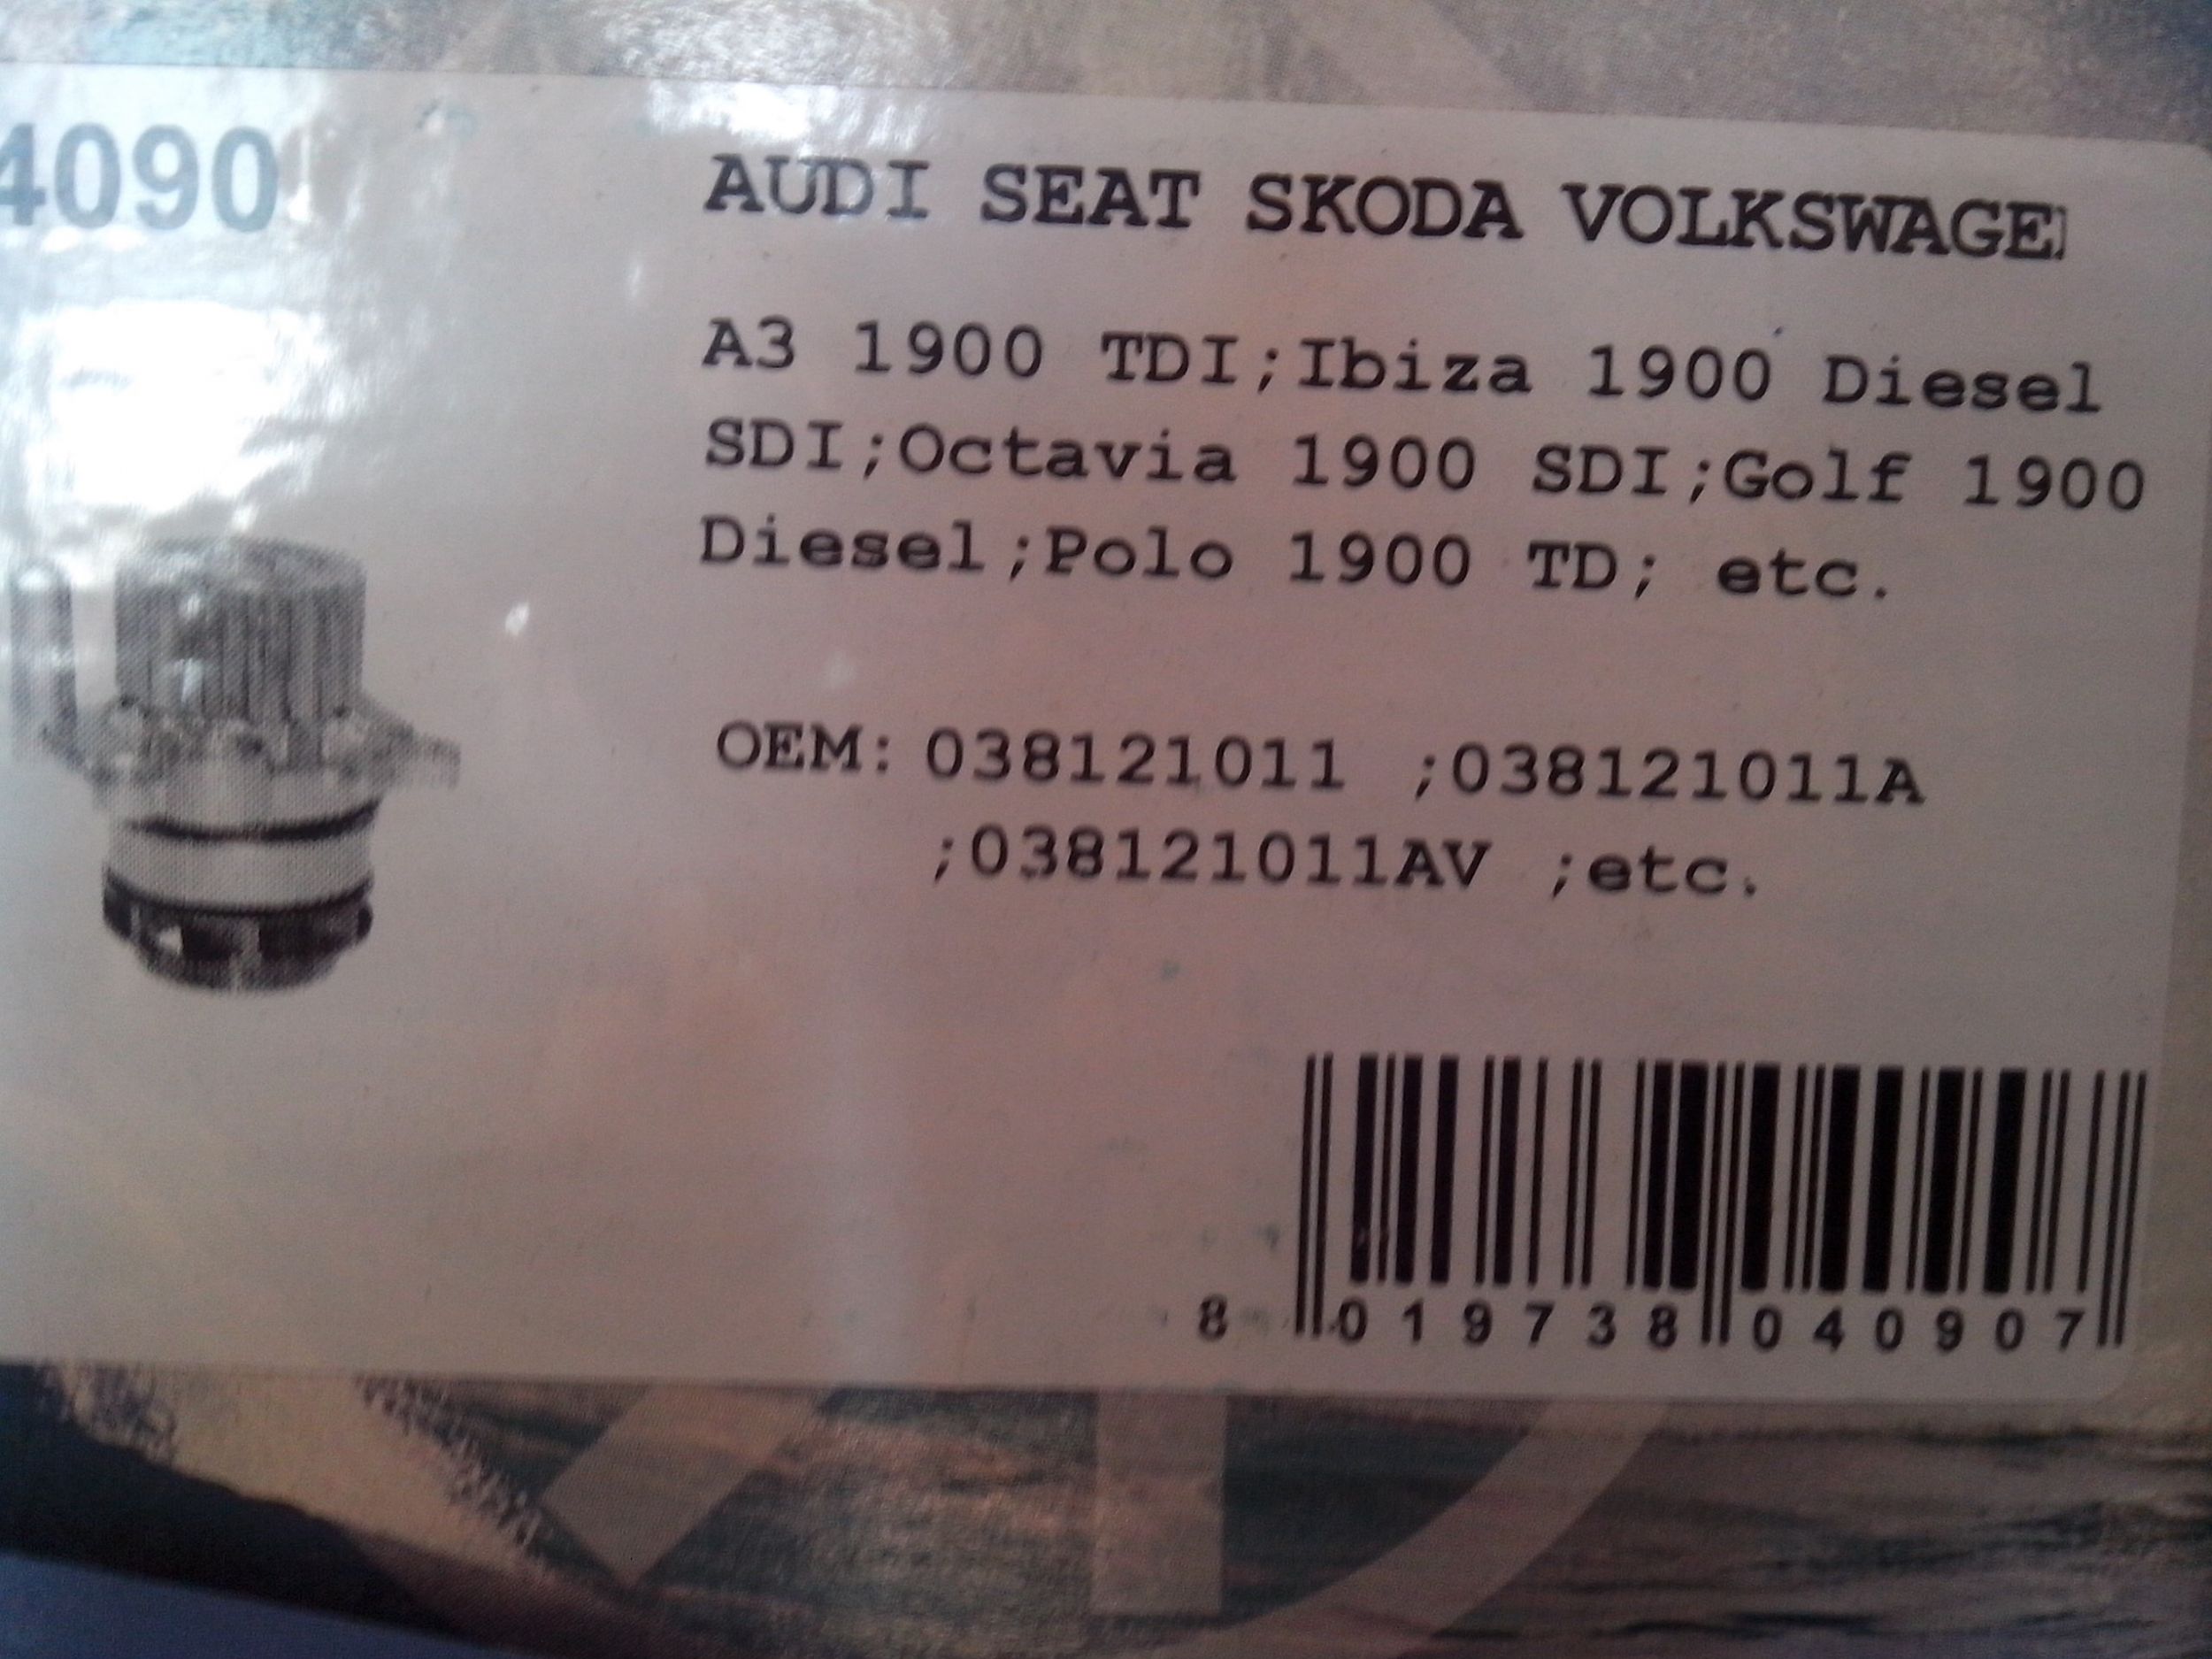 4090
AUDI SEAT SKODA VOLKSWAGE
A3 1900 TDI;Ibiza 1900 Diesel
SDI;Octavia 1900 SDI;Golf 1900
Diesel;Polo 1900 TD; etc.
OEM: 038121011 ;038121011A
;038121011AV ;etc.
8 019738 040907